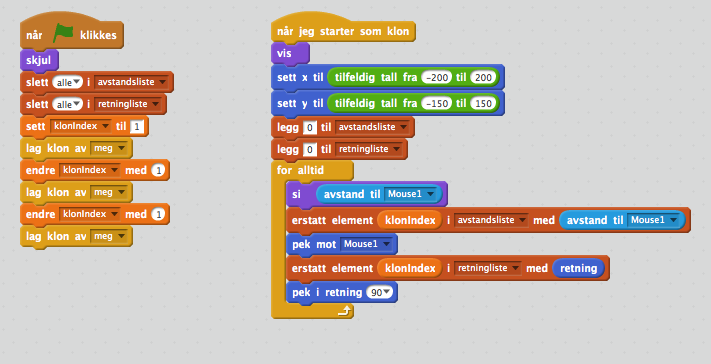 når klikkes
skjul
slett alle i avstandsliste
slett alle i retningliste
sett klonIndex til 1
lag klon av meg
endre klonIndex med 1
lag klon av meg
endre klonIndex med 1
lag klon av meg
når jeg starter som klon
vis
sett x til tilfeldig tall fra -200 til 200
sett y til tilfeldig tall fra -150 til 150
legg 0 til avstandsliste
legg 0 til retningliste
for alltid
si avstand til Mouse1
erstatt element klonIndex i avstandsliste med avstand til Mouse1
pek mot Mouse1
erstatt element klonIndex i retningliste med retning
pek i retning 90